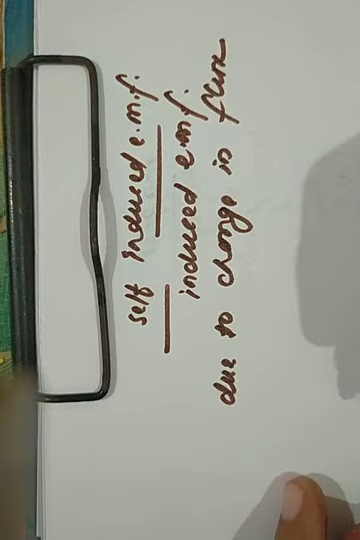 self induced e.m.f.
induced e.m.f.
due to change in flux